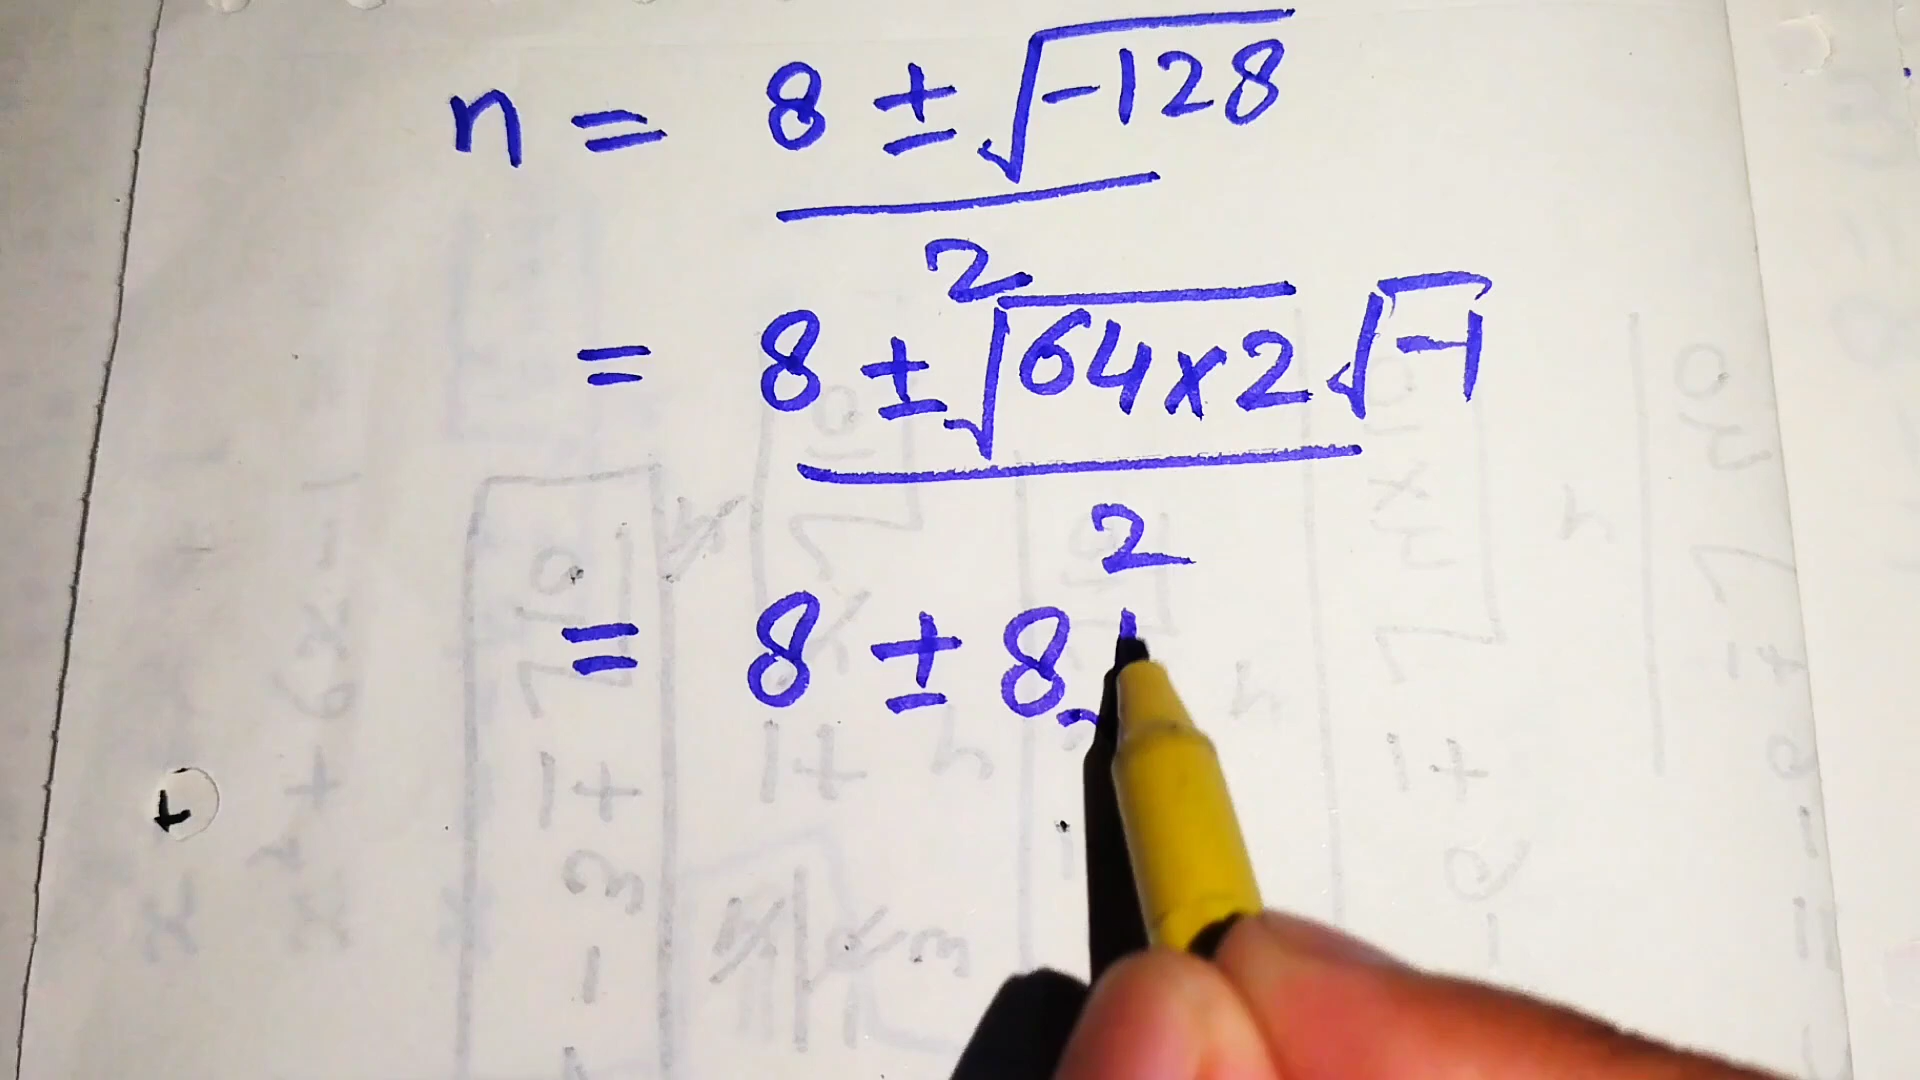 n = 8 ± √-128
2
= 8 ± √64×2 √-1
2
= 8 ± 8